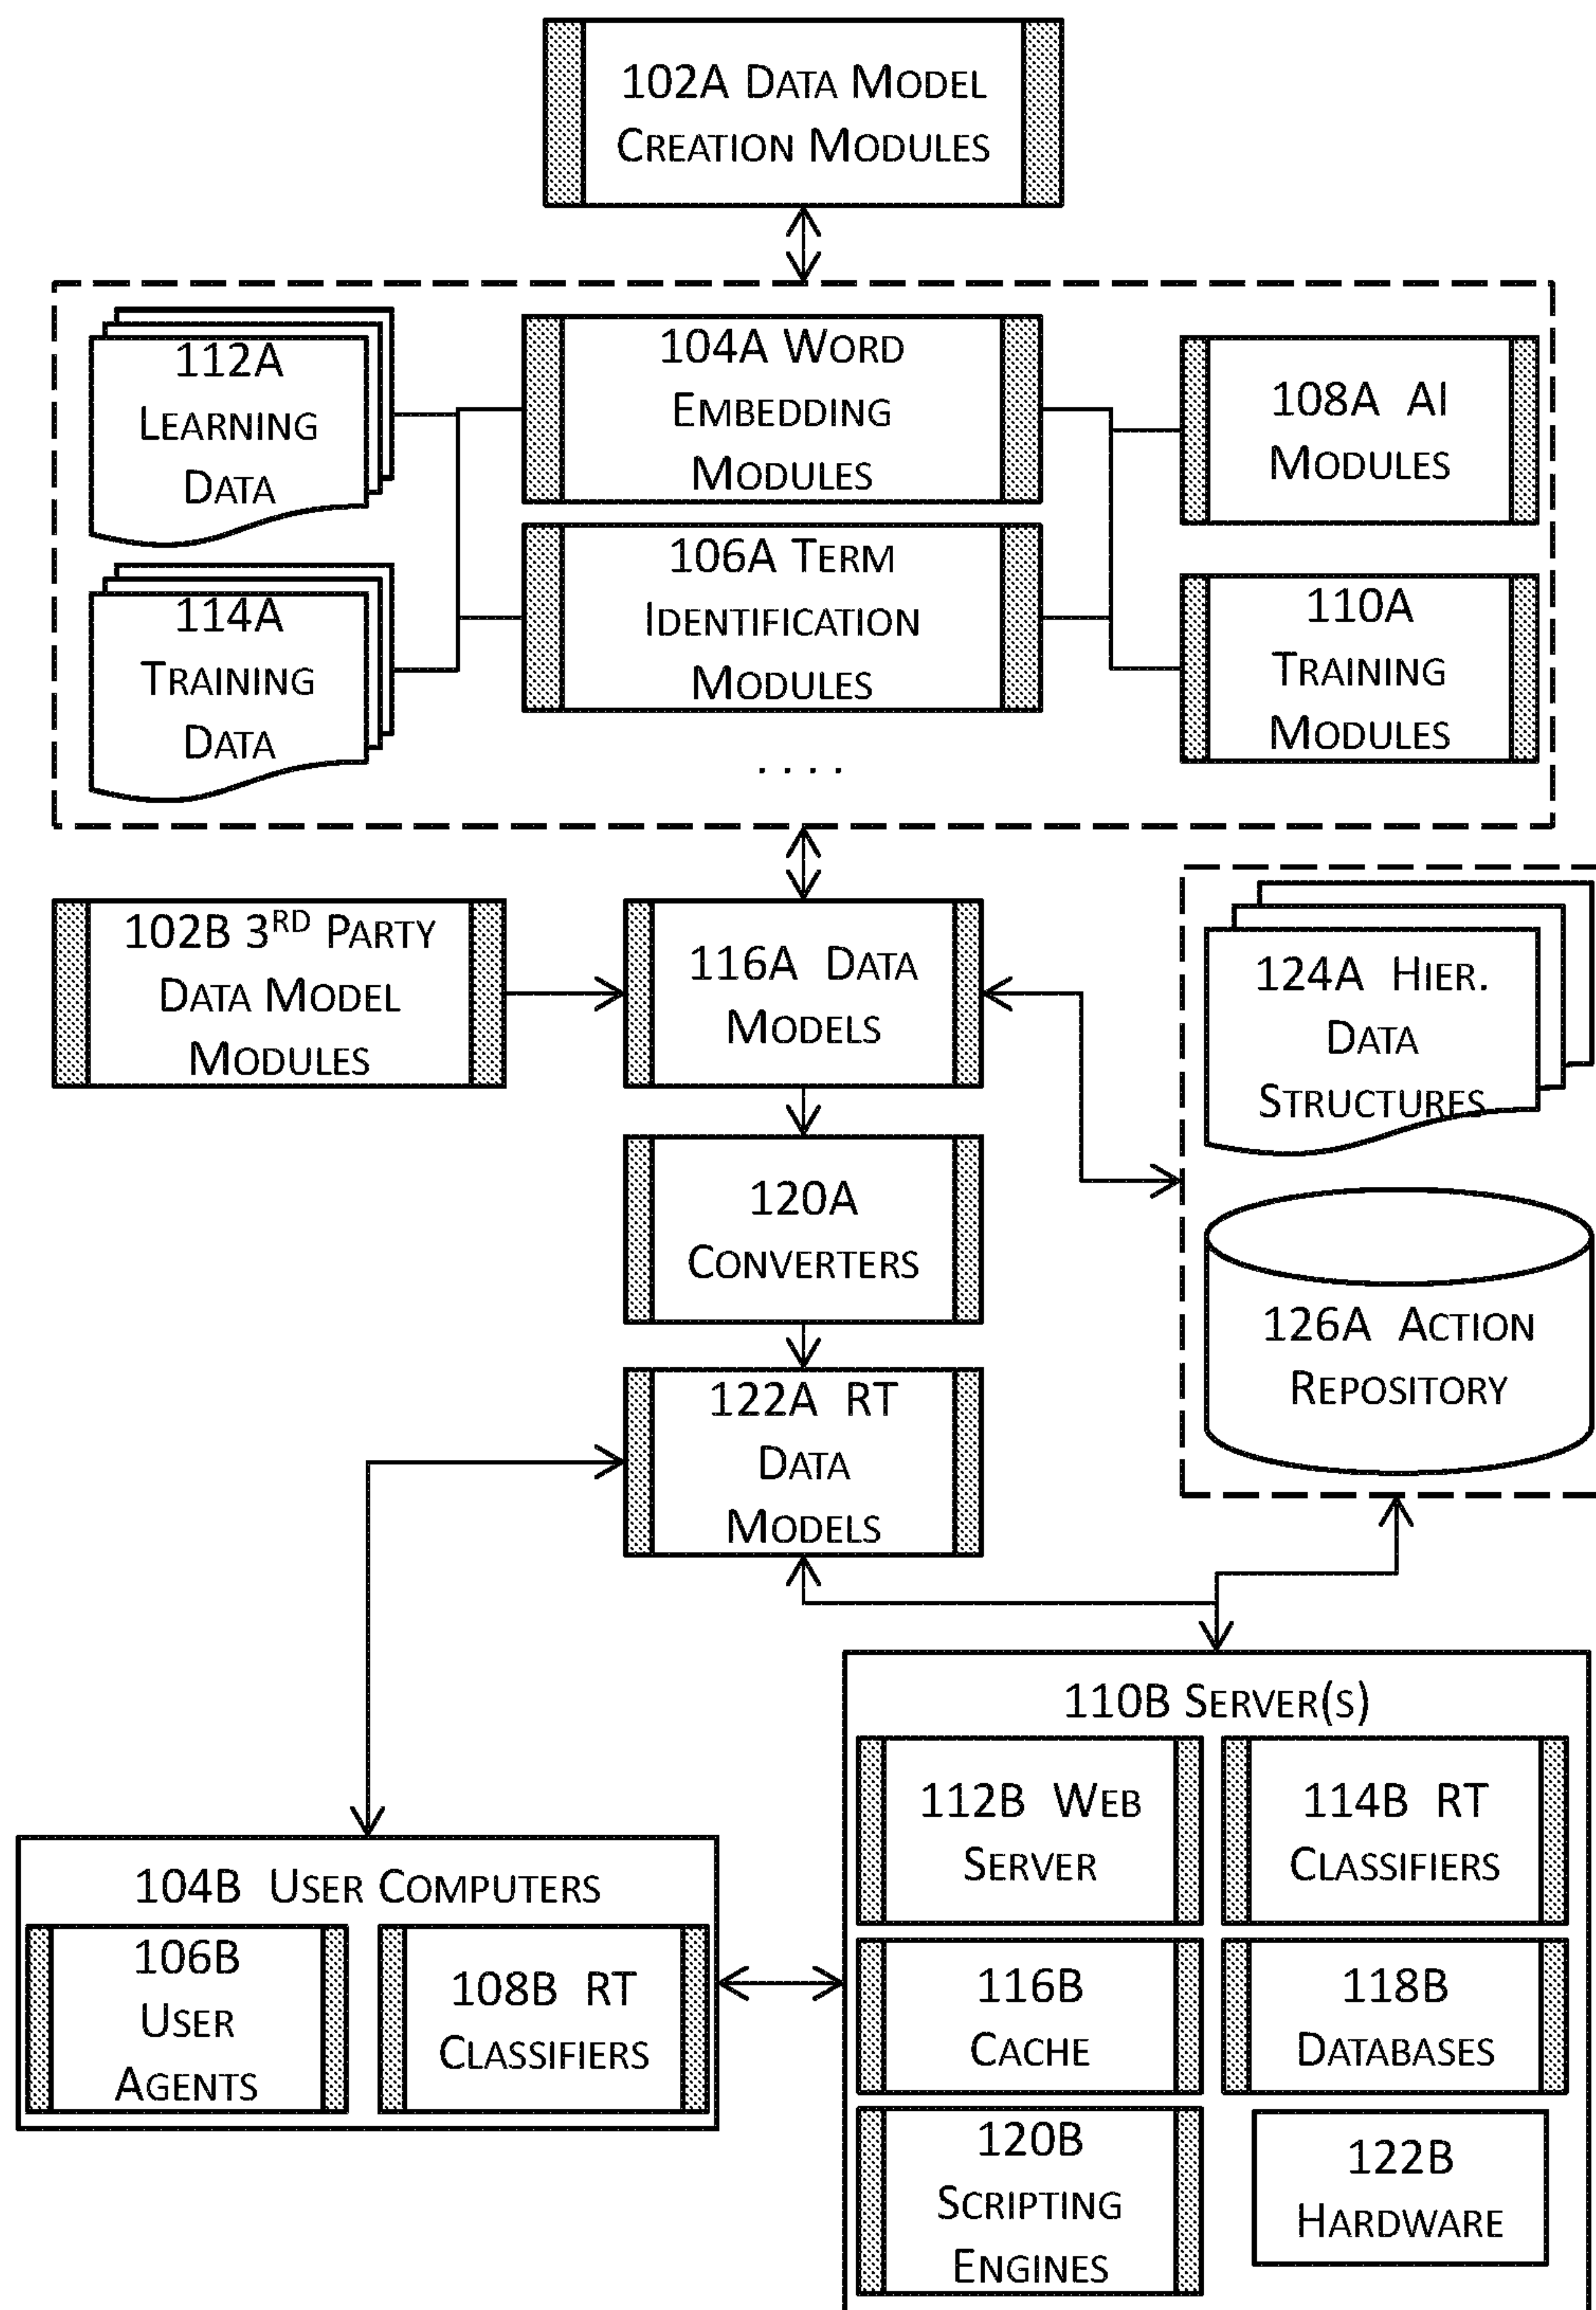 102A DATA MODEL
CREATION MODULES
112A
LEARNING
DATA
104A WORD
EMBEDDING
MODULES
108A AI
MODULES
114A
TRAINING
DATA
106A TERM
IDENTIFICATION
MODULES
110A
TRAINING
MODULES
. . . .
102B 3RD PARTY
DATA MODEL
MODULES
116A DATA
MODELS
124A HIER.
DATA
STRUCTURES
120A
CONVERTERS
126A ACTION
REPOSITORY
122A RT
DATA
MODELS
110B SERVER(S)
112B WEB
SERVER
114B RT
CLASSIFIERS
104B USER COMPUTERS
106B
USER
AGENTS
108B RT
CLASSIFIERS
116B
CACHE
118B
DATABASES
120B
SCRIPTING
ENGINES
122B
HARDWARE